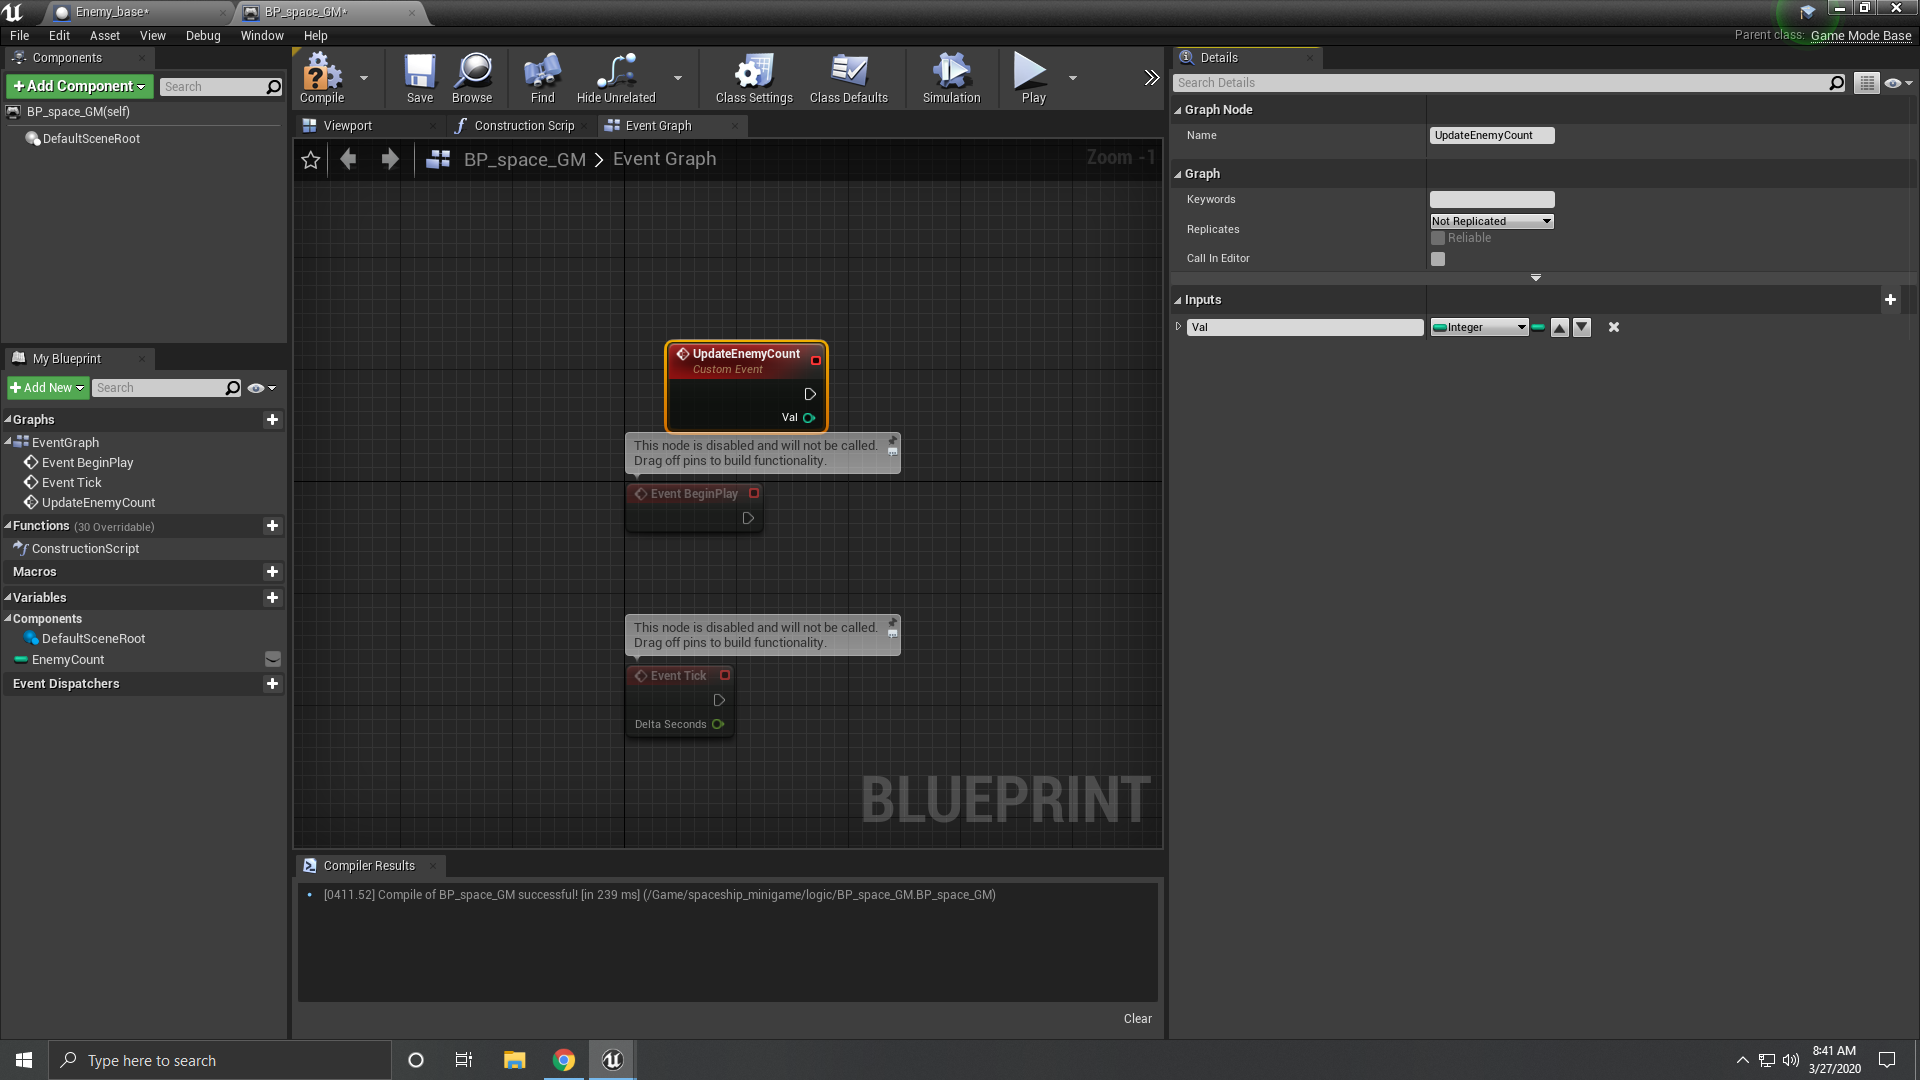 Enemy_base*
BP_space_GM*
File Edit Asset View Debug Window Help
Parent class: Game Mode Base
Components
+Add Component
Search
BP_space_GM(self)
DefaultSceneRoot
Compile
Save
Browse
Find
Hide Unrelated
Class Settings
Class Defaults
Simulation
Play
Viewport
Construction Scrip
Event Graph
BP_space_GM > Event Graph
Zoom -1
UpdateEnemyCount
Custom Event
Val
This node is disabled and will not be called.
Drag off pins to build functionality.
Event BeginPlay
This node is disabled and will not be called.
Drag off pins to build functionality.
Event Tick
Delta Seconds
BLUEPRINT
My Blueprint
+Add New
Search
Graphs
EventGraph
Event BeginPlay
Event Tick
UpdateEnemyCount
Functions (30 Overridable)
ConstructionScript
Macros
Variables
Components
DefaultSceneRoot
EnemyCount
Event Dispatchers
Compiler Results
[0411.52] Compile of BP_space_GM successful! [in 239 ms] (/Game/spaceship_minigame/logic/BP_space_GM.BP_space_GM)
Clear
Details
Search Details
Graph Node
Name
UpdateEnemyCount
Graph
Keywords
Replicates
Not Replicated
Reliable
Call In Editor
Inputs
Val
Integer
Type here to search
8:41 AM
3/27/2020